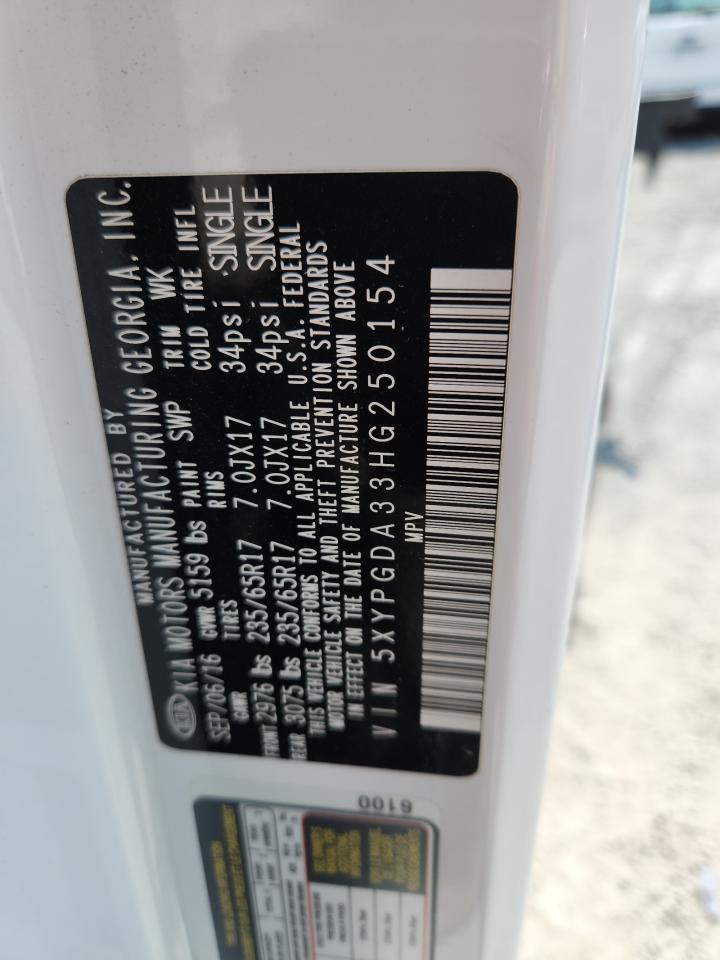 MANUFACTURED BY
KIA KIA MOTORS MANUFACTURING GEORGIA. INC.
SEP/06/16 GVWR 5159 lbs PAINT SWP TRIM WK
GAWR TIRES RIMS COLD TIRE INFL
FRONT 2976 lbs 235/65R17 7.0JX17 34psi SINGLE
REAR 3075 lbs 235/65R17 7.0JX17 34psi SINGLE
THIS VEHICLE CONFORMS TO ALL APPLICABLE U.S.A. FEDERAL
MOTOR VEHICLE SAFETY AND THEFT PREVENTION STANDARDS
IN EFFECT ON THE DATE OF MANUFACTURE SHOWN ABOVE
VIN 5XYPGDA33HG250154
MPV
6100